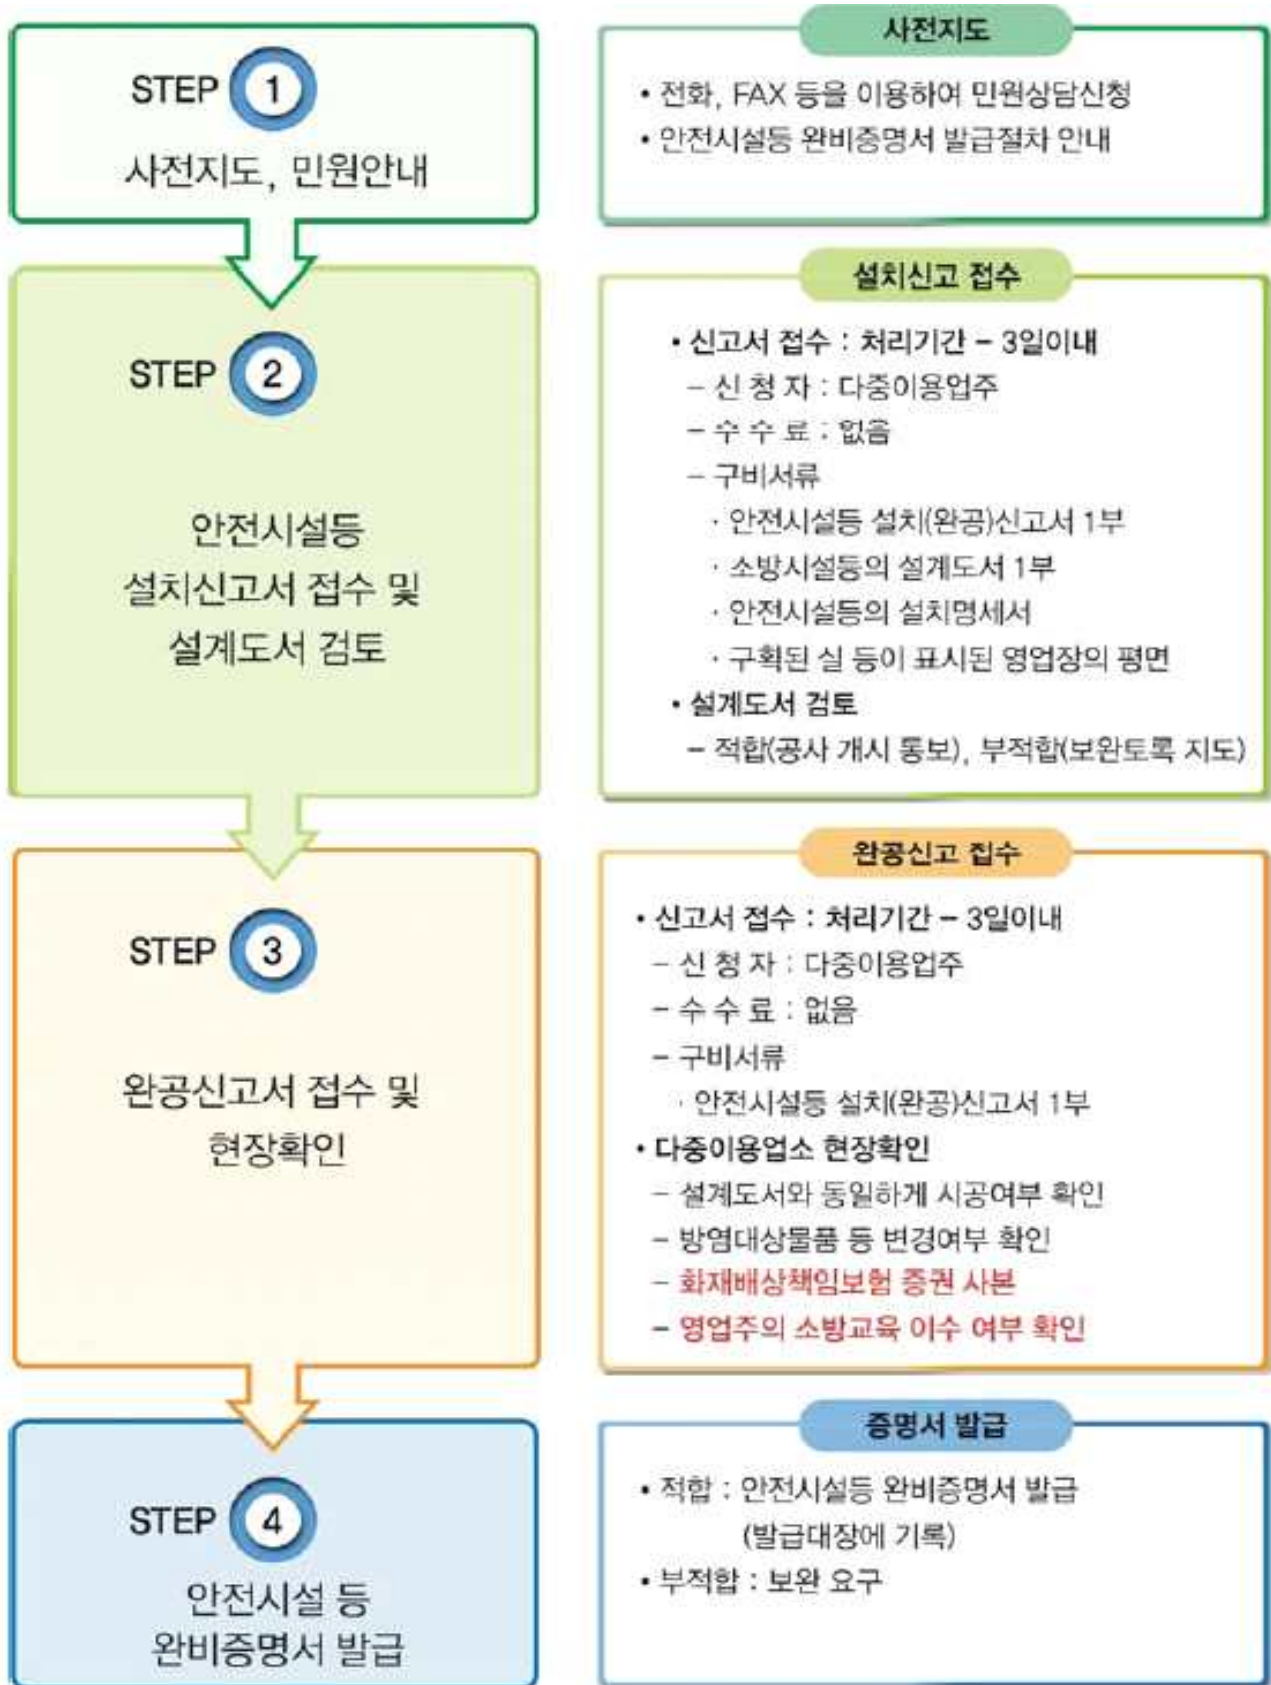 STEP 1
사전지도, 민원안내
사전지도
• 전화, FAX 등을 이용하여 민원상담신청
• 안전시설등 완비증명서 발급절차 안내
STEP 2
안전시설등
설치신고서 접수 및
설계도서 검토
설치신고 접수
• 신고서 접수 : 처리기간 – 3일이내
– 신 청 자 : 다중이용업주
– 수 수 료 : 없음
– 구비서류
· 안전시설등 설치(완공)신고서 1부
· 소방시설등의 설계도서 1부
· 안전시설등의 설치명세서
· 구획된 실 등이 표시된 영업장의 평면
• 설계도서 검토
– 적합(공사 개시 통보), 부적합(보완토록 지도)
STEP 3
완공신고서 접수 및
현장확인
완공신고 접수
• 신고서 접수 : 처리기간 – 3일이내
– 신 청 자 : 다중이용업주
– 수 수 료 : 없음
– 구비서류
· 안전시설등 설치(완공)신고서 1부
• 다중이용업소 현장확인
– 설계도서와 동일하게 시공여부 확인
– 방염대상물품 등 변경여부 확인
– 화재배상책임보험 증권 사본
– 영업주의 소방교육 이수 여부 확인
STEP 4
안전시설 등
완비증명서 발급
증명서 발급
• 적합 : 안전시설등 완비증명서 발급
(발급대장에 기록)
• 부적합 : 보완 요구